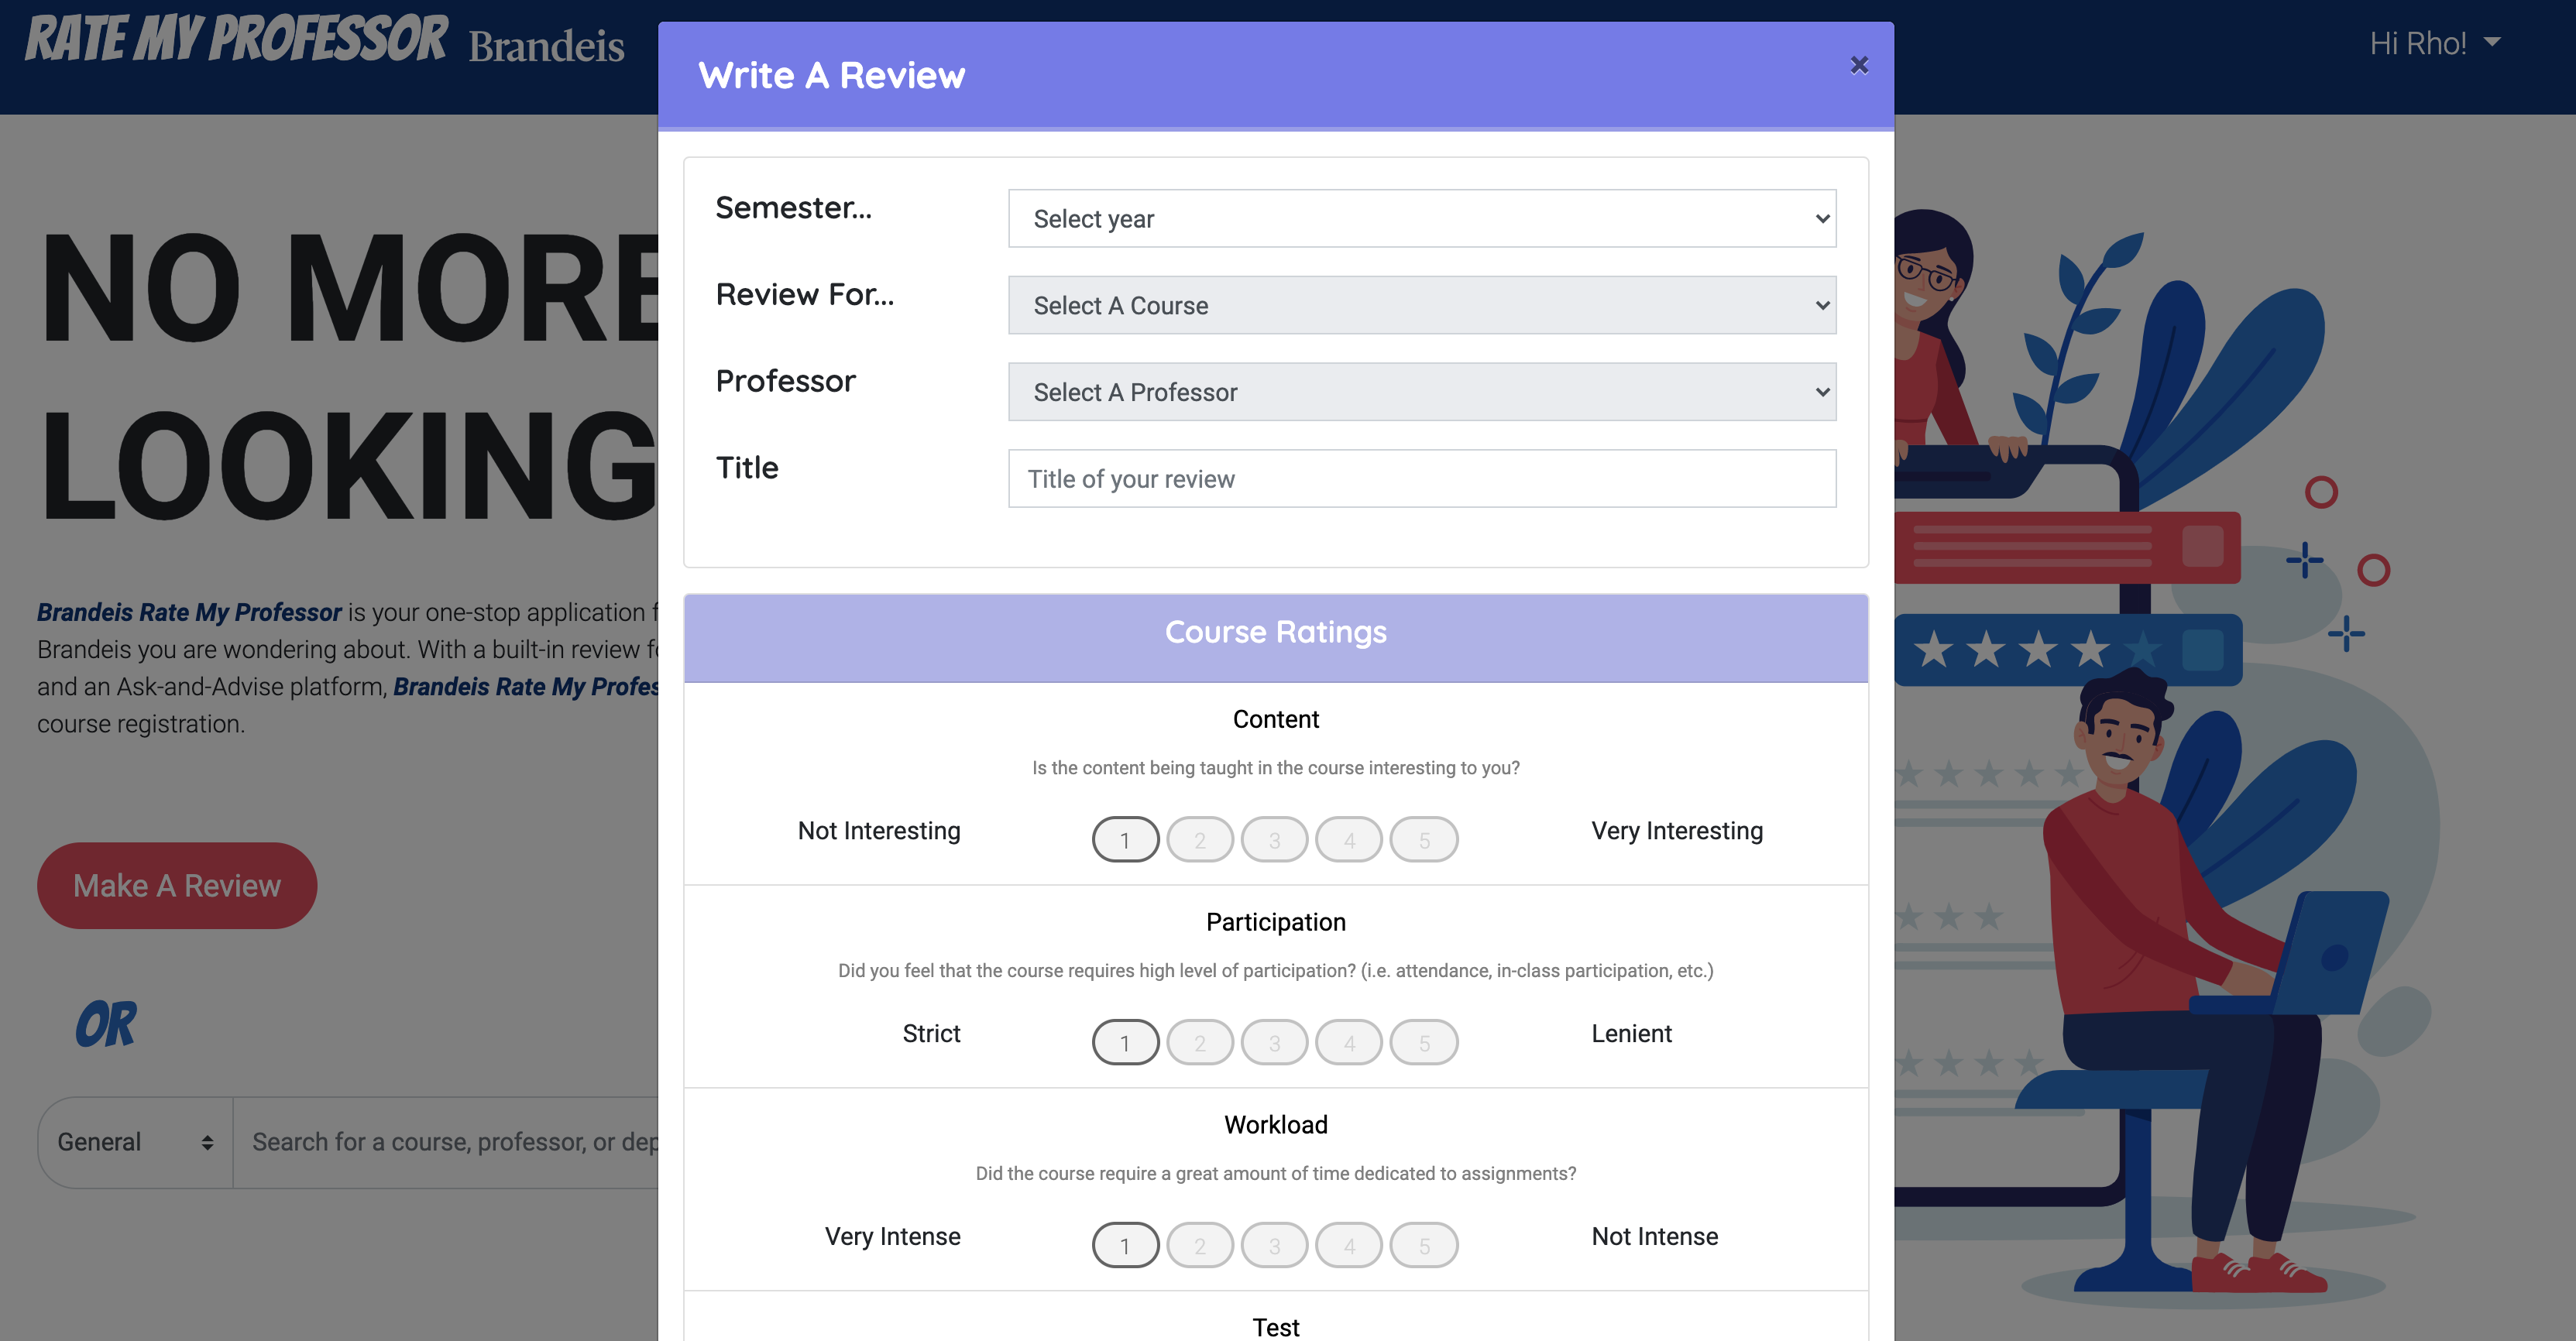 RATE MY PROFESSOR Brandeis
Hi Rho!
NO MORE
LOOKING
Brandeis Rate My Professor is your one-stop application
Brandeis you are wondering about. With a built-in review
and an Ask-and-Advise platform, Brandeis Rate My Profes
course registration.
Make A Review
OR
General
Search for a course, professor, or dep
Write A Review
×
Semester...
Select year
Review For...
Select A Course
Professor
Select A Professor
Title
Title of your review
Course Ratings
Content
Is the content being taught in the course interesting to you?
Not Interesting 1 2 3 4 5 Very Interesting
Participation
Did you feel that the course requires high level of participation? (i.e. attendance, in-class participation, etc.)
Strict 1 2 3 4 5 Lenient
Workload
Did the course require a great amount of time dedicated to assignments?
Very Intense 1 2 3 4 5 Not Intense
Test